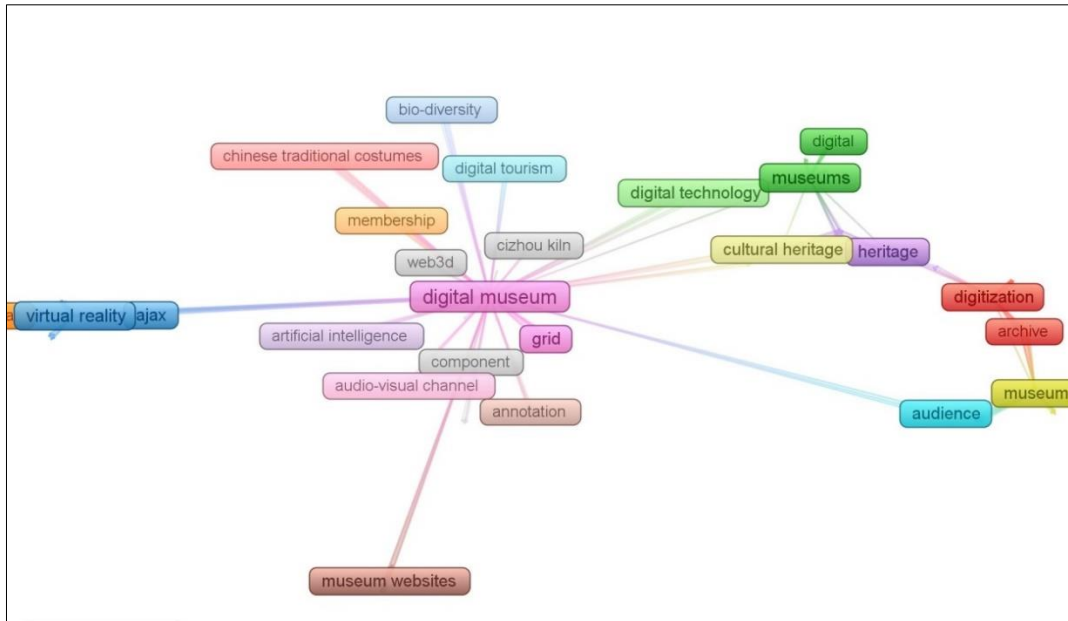 bio-diversity
digital
chinese traditional costumes
digital tourism
museums
digital technology
membership
cizhou kiln
cultural heritage
heritage
web3d
digital museum
digitization
virtual reality
ajax
artificial intelligence
grid
archive
component
audio-visual channel
museum
annotation
audience
museum websites